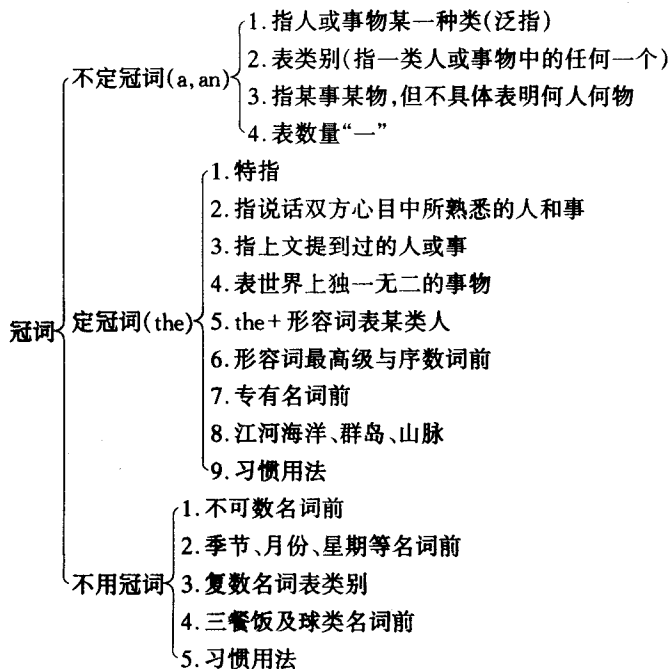 冠词
不定冠词(a,an)
1.指人或事物某一种类(泛指)
2.表类别(指一类人或事物中的任何一个)
3.指某事某物,但不具体表明何人何物
4.表数量“一”
定冠词(the)
1.特指
2.指说话双方心目中所熟悉的人和事
3.指上文提到过的人或事
4.表世界上独一无二的事物
5.the+形容词表某类人
6.形容词最高级与序数词前
7.专有名词前
8.江河海洋、群岛、山脉
9.习惯用法
不用冠词
1.不可数名词前
2.季节、月份、星期等名词前
3.复数名词表类别
4.三餐饭及球类名词前
5.习惯用法